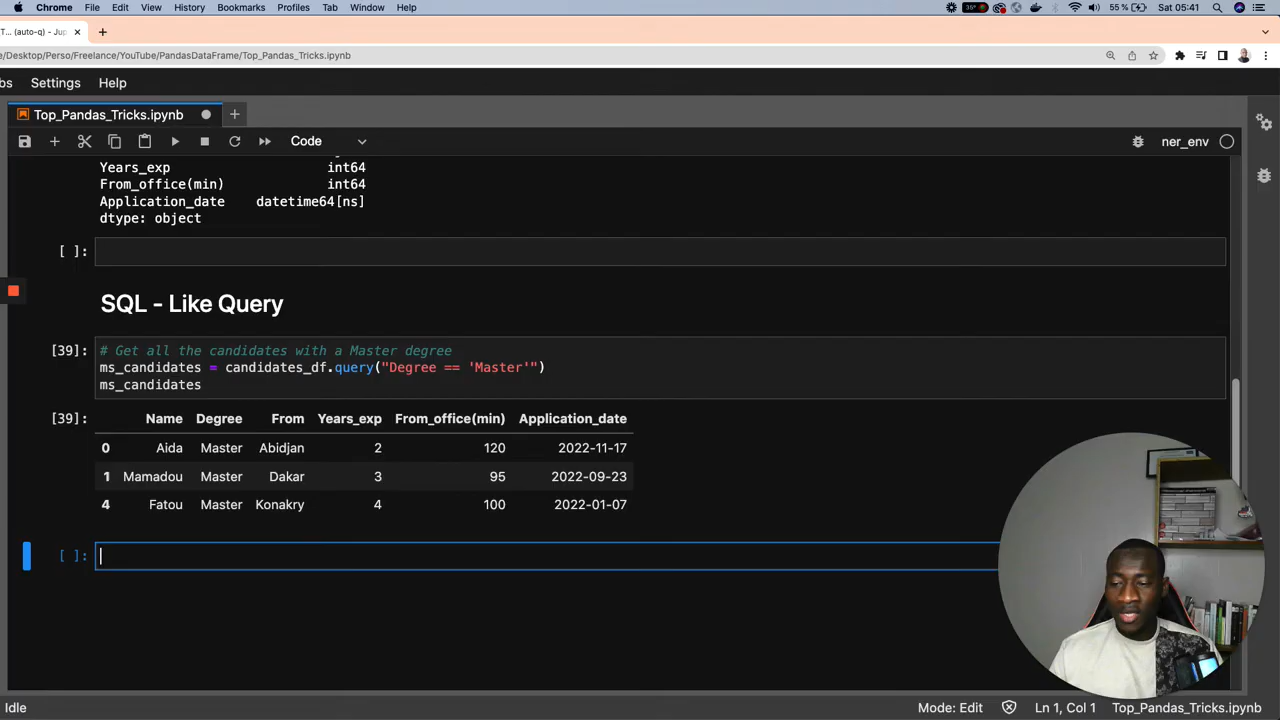 Chrome File Edit View History Bookmarks Profiles Tab Window Help 35° 55 % Sat 05:41
T... (auto-q) - Jup
e/Desktop/Perso/Freelance/YouTube/PandasDataFrame/Top_Pandas_Tricks.ipynb
bs Settings Help
Top_Pandas_Tricks.ipynb
Code ner_env
Years_exp int64
From_office(min) int64
Application_date datetime64[ns]
dtype: object
[ ]:
SQL - Like Query
[39]: # Get all the candidates with a Master degree
ms_candidates = candidates_df.query("Degree == 'Master'")
ms_candidates
[39]: Name Degree From Years_exp From_office(min) Application_date
0 Aida Master Abidjan 2 120 2022-11-17
1 Mamadou Master Dakar 3 95 2022-09-23
4 Fatou Master Konakry 4 100 2022-01-07
[ ]:
Idle Mode: Edit Ln 1, Col 1 Top_Pandas_Tricks.ipynb